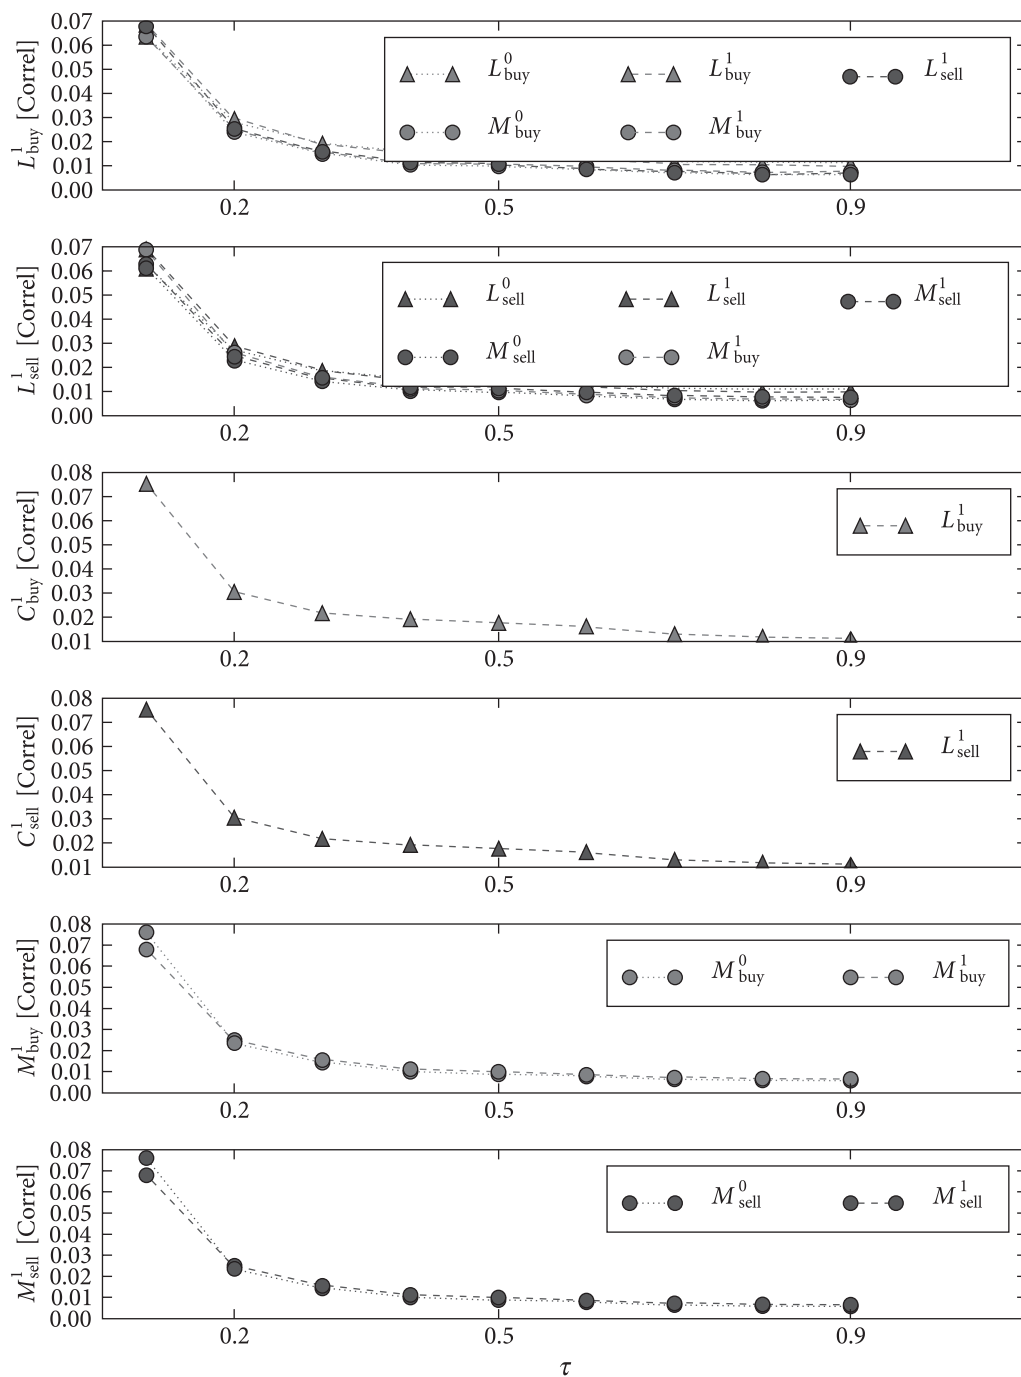 L¹buy [Correl]
0.07
0.06
0.05
0.04
0.03
0.02
0.01
0.00
0.2 0.5 0.9
L⁰buy L¹buy L¹sell
M⁰buy M¹buy
L¹sell [Correl]
0.07
0.06
0.05
0.04
0.03
0.02
0.01
0.00
0.2 0.5 0.9
L⁰sell L¹sell M¹sell
M⁰sell M¹buy
C¹buy [Correl]
0.08
0.07
0.06
0.05
0.04
0.03
0.02
0.01
0.2 0.5 0.9
L¹buy
C¹sell [Correl]
0.08
0.07
0.06
0.05
0.04
0.03
0.02
0.01
0.2 0.5 0.9
L¹sell
M¹buy [Correl]
0.08
0.07
0.06
0.05
0.04
0.03
0.02
0.01
0.00
0.2 0.5 0.9
M⁰buy M¹buy
M¹sell [Correl]
0.08
0.07
0.06
0.05
0.04
0.03
0.02
0.01
0.00
0.2 0.5 0.9
M⁰sell M¹sell
τ